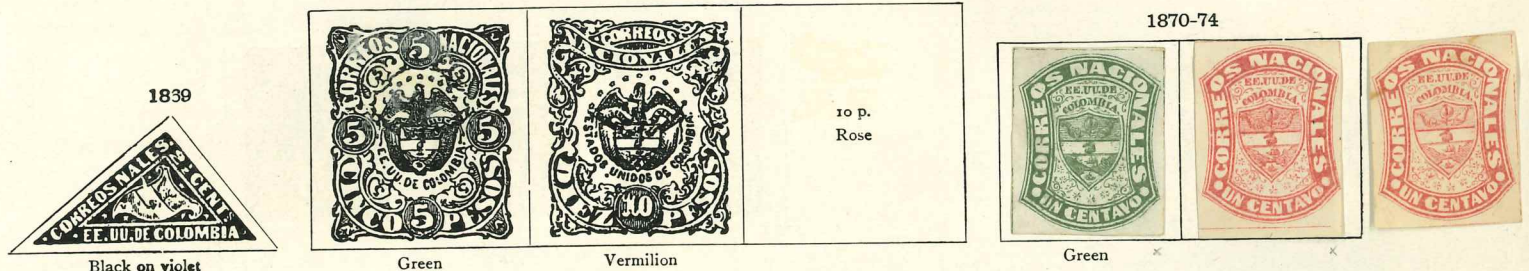 1839
CORREOS NALES. 2½ CENTS
EE.UU.DE COLOMBIA
Black on violet
CORREOS 5 NACIONALES
5 5
EE.UU. DE COLOMBIA
CINCO 5 PESOS
Green
CORREOS
NACIONALES
ESTADOS UNIDOS DE COLOMBIA.
DIEZ 10 PESOS
Vermilion
10 p.
Rose
1870-74
CORREOS NACIONALES
EE.UU.DE
COLOMBIA.
UN CENTAVO
Green
x
CORREOS NACIONALES
EE.UU.DE
COLOMBIA.
UN CENTAVO
x
CORREOS NACIONALES
EE.UU.DE
COLOMBIA.
UN CENTAVO